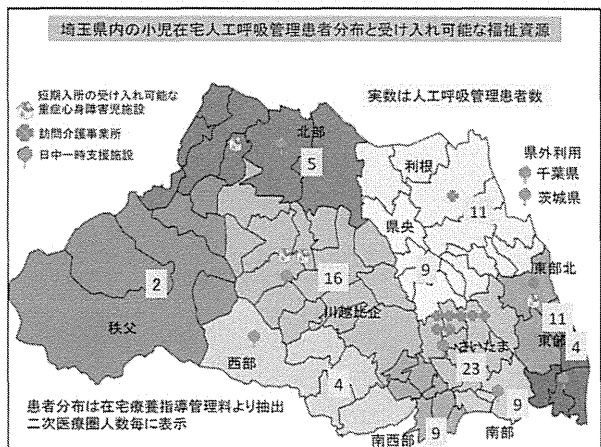 埼玉県内の小児在宅人工呼吸管理患者分布と受け入れ可能な福祉資源
短期入所の受け入れ可能な
重症心身障害児施設
訪問介護事業所
日中一時支援施設
実数は人工呼吸管理患者数
県外利用
千葉県
茨城県
北部
5
利根
11
県央
9
秩父
2
16
川越比企
西部
4
東部北
11
東部
4
さいたま
23
南部
9
南西部
9
患者分布は在宅療養指導管理料より抽出
二次医療圏人数毎に表示